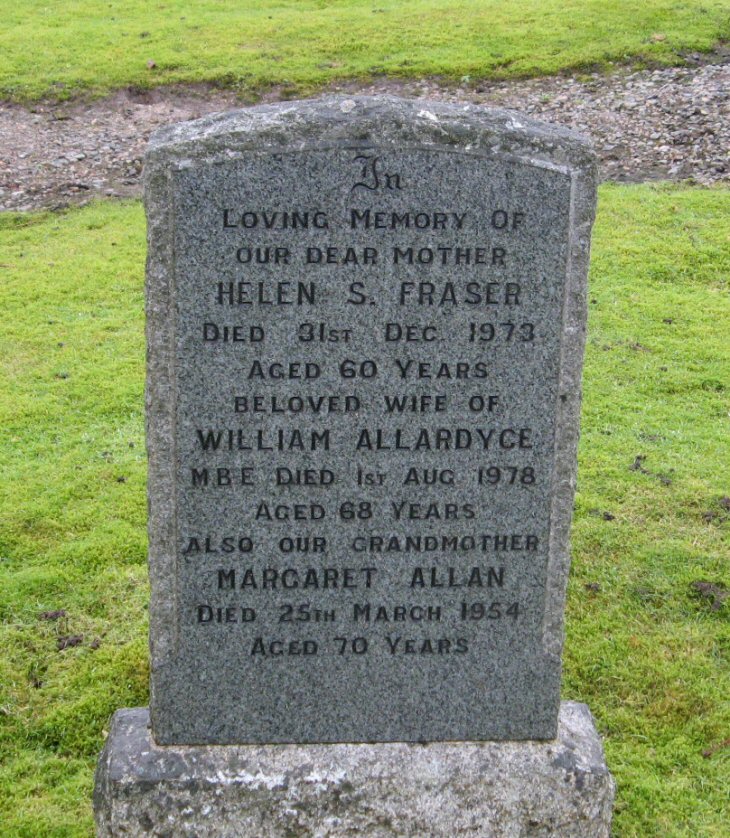 In
LOVING MEMORY OF
OUR DEAR MOTHER
HELEN S. FRASER
DIED 31ST DEC. 1973
AGED 60 YEARS
BELOVED WIFE OF
WILLIAM ALLARDYCE
MBE DIED 1ST AUG 1978
AGED 68 YEARS
ALSO OUR GRANDMOTHER
MARGARET ALLAN
DIED 25TH MARCH 1954
AGED 70 YEARS